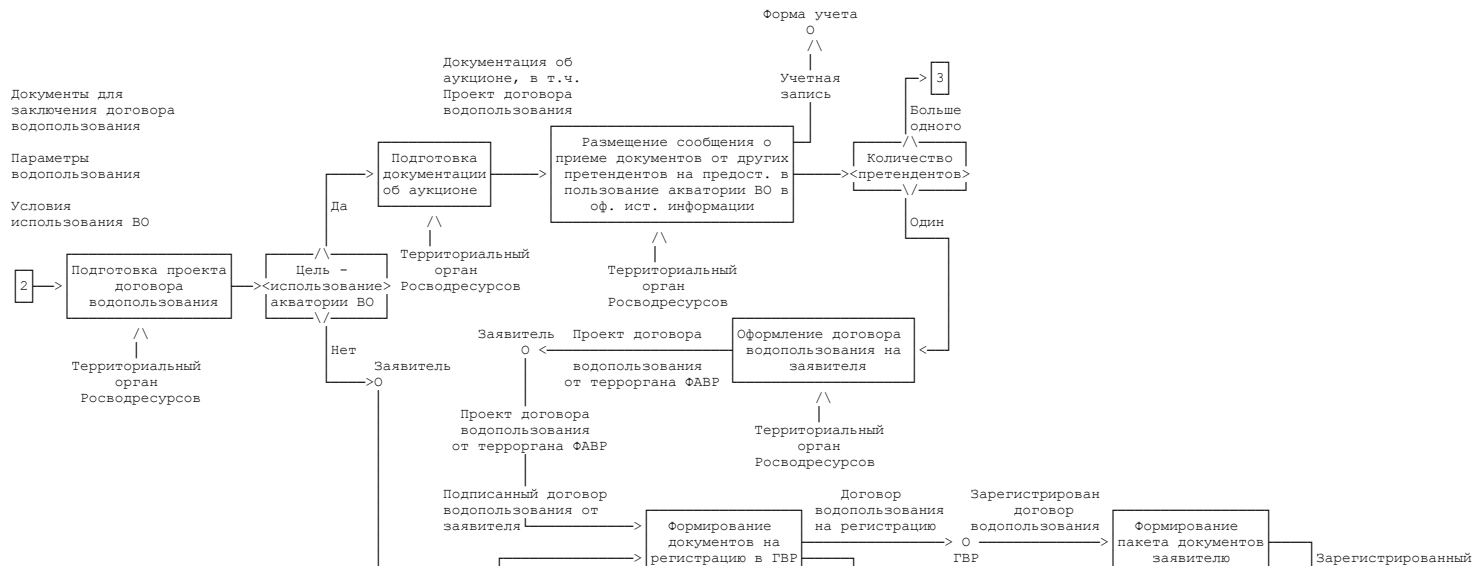 Форма учета
О
Документация об
аукционе, в т.ч.
Проект договора
водопользования
Учетная
запись
3
Документы для
заключения договора
водопользования
Больше
одного
Параметры
водопользования
Подготовка
документации
об аукционе
Размещение сообщения о
приеме документов от других
претендентов на предост. в
пользование акватории ВО в
оф. ист. информации
Количество
претендентов
Условия
использования ВО
Да
Один
Территориальный
орган
Росводресурсов
Территориальный
орган
Росводресурсов
2
Подготовка проекта
договора
водопользования
Цель -
использование
акватории ВО
Нет
Территориальный
орган
Росводресурсов
Заявитель
О
Заявитель
О
Проект договора
водопользования
от терроргана ФАВР
Оформление договора
водопользования на
заявителя
Территориальный
орган
Росводресурсов
Проект договора
водопользования
от терроргана ФАВР
Подписанный договор
водопользования от
заявителя
Формирование
документов на
регистрацию в ГВР
Договор
водопользования
на регистрацию
О
ГВР
Зарегистрирован
договор
водопользования
Формирование
пакета документов
заявителю
Зарегистрированный